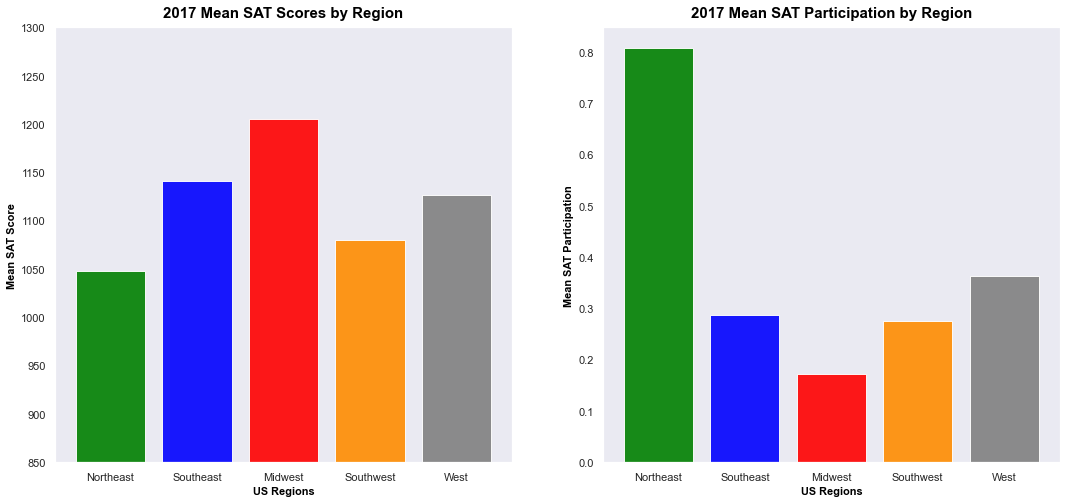 2017 Mean SAT Scores by Region
Mean SAT Score
1300
1250
1200
1150
1100
1050
1000
950
900
850
Northeast Southeast Midwest Southwest West
US Regions
2017 Mean SAT Participation by Region
Mean SAT Participation
0.8
0.7
0.6
0.5
0.4
0.3
0.2
0.1
0.0
Northeast Southeast Midwest Southwest West
US Regions